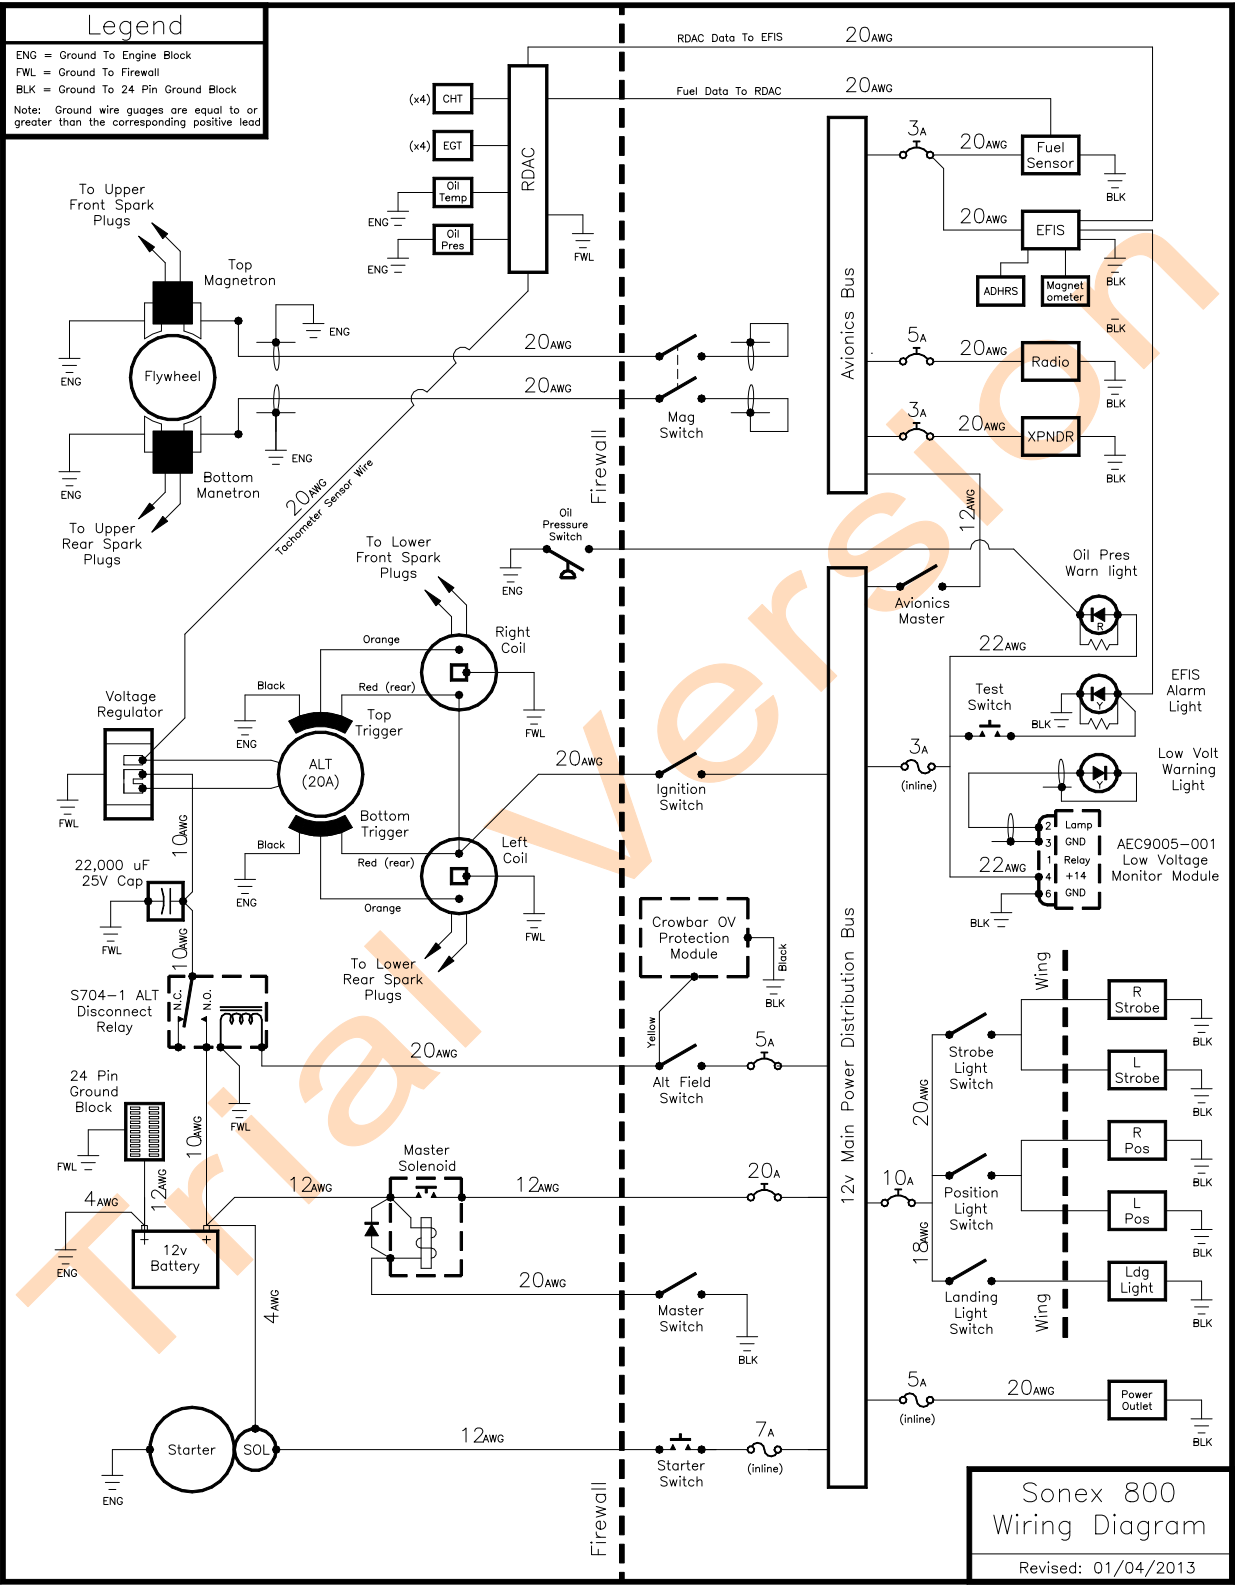 Legend
ENG = Ground To Engine Block
FWL = Ground To Firewall
BLK = Ground To 24 Pin Ground Block
Note: Ground wire guages are equal to or
greater than the corresponding positive lead
RDAC Data To EFIS
20AWG
Fuel Data To RDAC
20AWG
(x4)
CHT
(x4)
EGT
Oil
Temp
ENG
Oil
Pres
ENG
RDAC
FWL
3A
20AWG
Fuel
Sensor
BLK
20AWG
EFIS
BLK
ADHRS
Magnet
ometer
BLK
Avionics Bus
5A
20AWG
Radio
BLK
3A
20AWG
XPNDR
BLK
12AWG
To Upper
Front Spark
Plugs
Top
Magnetron
ENG
ENG
Flywheel
20AWG
20AWG
Mag
Switch
ENG
ENG
Bottom
Manetron
To Upper
Rear Spark
Plugs
20AWG
Tachometer Sensor Wire
Firewall
Oil
Pressure
Switch
ENG
To Lower
Front Spark
Plugs
Oil Pres
Warn light
R
Avionics
Master
22AWG
Orange
Right
Coil
Black
Red (rear)
ENG
Top
Trigger
FWL
Voltage
Regulator
FWL
ALT
(20A)
Test
Switch
BLK
Y
EFIS
Alarm
Light
20AWG
Ignition
Switch
3A
(inline)
Low Volt
Warning
Light
Y
10AWG
Bottom
Trigger
Black
Red (rear)
ENG
Left
Coil
Orange
FWL
2 Lamp
3 GND
1 Relay
4 +14
6 GND
22AWG
BLK
AEC9005-001
Low Voltage
Monitor Module
22,000 uF
25V Cap
FWL
10AWG
To Lower
Rear Spark
Plugs
Crowbar OV
Protection
Module
Black
BLK
Yellow
S704-1 ALT
Disconnect
Relay
N.C.
N.O.
20AWG
Alt Field
Switch
5A
12v Main Power Distribution Bus
Wing
R
Strobe
BLK
Strobe
Light
Switch
L
Strobe
BLK
20AWG
R
Pos
BLK
10A
Position
Light
Switch
L
Pos
BLK
18AWG
Landing
Light
Switch
Wing
Ldg
Light
BLK
24 Pin
Ground
Block
FWL
FWL
10AWG
12AWG
4AWG
ENG
12v
Battery
12AWG
Master
Solenoid
12AWG
20A
20AWG
Master
Switch
BLK
4AWG
5A
(inline)
20AWG
Power
Outlet
BLK
Starter
SOL
ENG
12AWG
Starter
Switch
7A
(inline)
Firewall
Sonex 800
Wiring Diagram
Revised: 01/04/2013
Trial Version